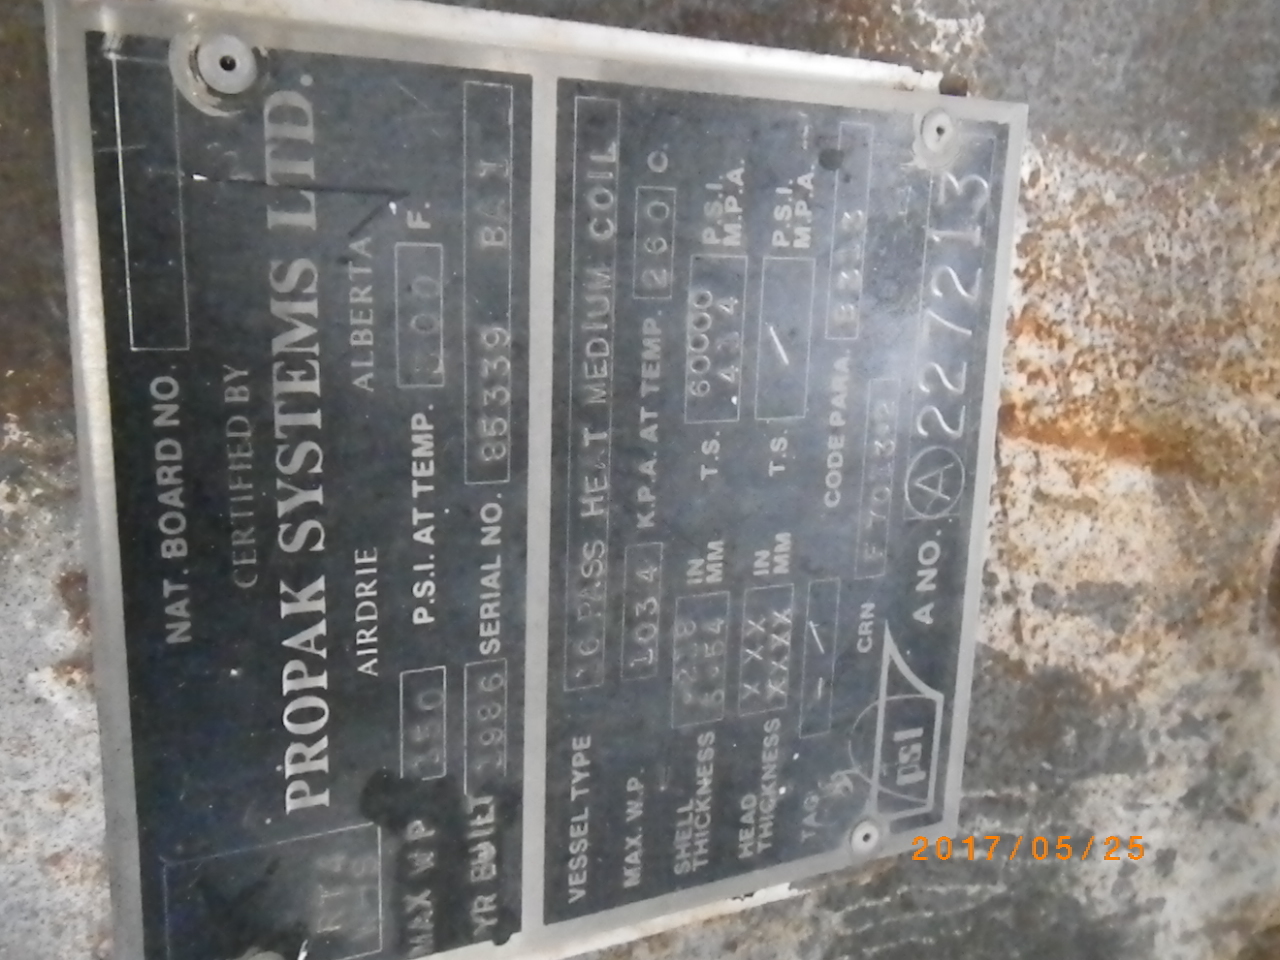 NAT. BOARD NO.
CERTIFIED BY
PROPAK SYSTEMS LTD.
AIRDRIE ALBERTA
RT
MAX W P 150 P.S.I. AT TEMP. F.
YR BUILT 1986 SERIAL NO. 85339
VESSEL TYPE 16 PASS HEAT MEDIUM COIL
MAX. W.P. 1034 K.P.A. AT TEMP. 260 C.
SHELL THICKNESS IN T.S. 60000 P.S.I.
MM 414 M.P.A.
HEAD THICKNESS XXX IN T.S. / P.S.I.
XXXX MM M.P.A.
TAG CODE PARA.
CRN
psi A NO. A 227213
2017/05/25